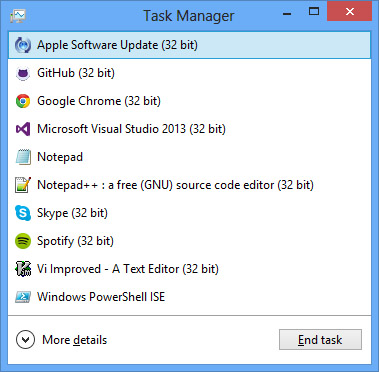 Task Manager
Apple Software Update (32 bit)
GitHub (32 bit)
Google Chrome (32 bit)
Microsoft Visual Studio 2013 (32 bit)
Notepad
Notepad++ : a free (GNU) source code editor (32 bit)
Skype (32 bit)
Spotify (32 bit)
Vi Improved - A Text Editor (32 bit)
Windows PowerShell ISE
More details
End task